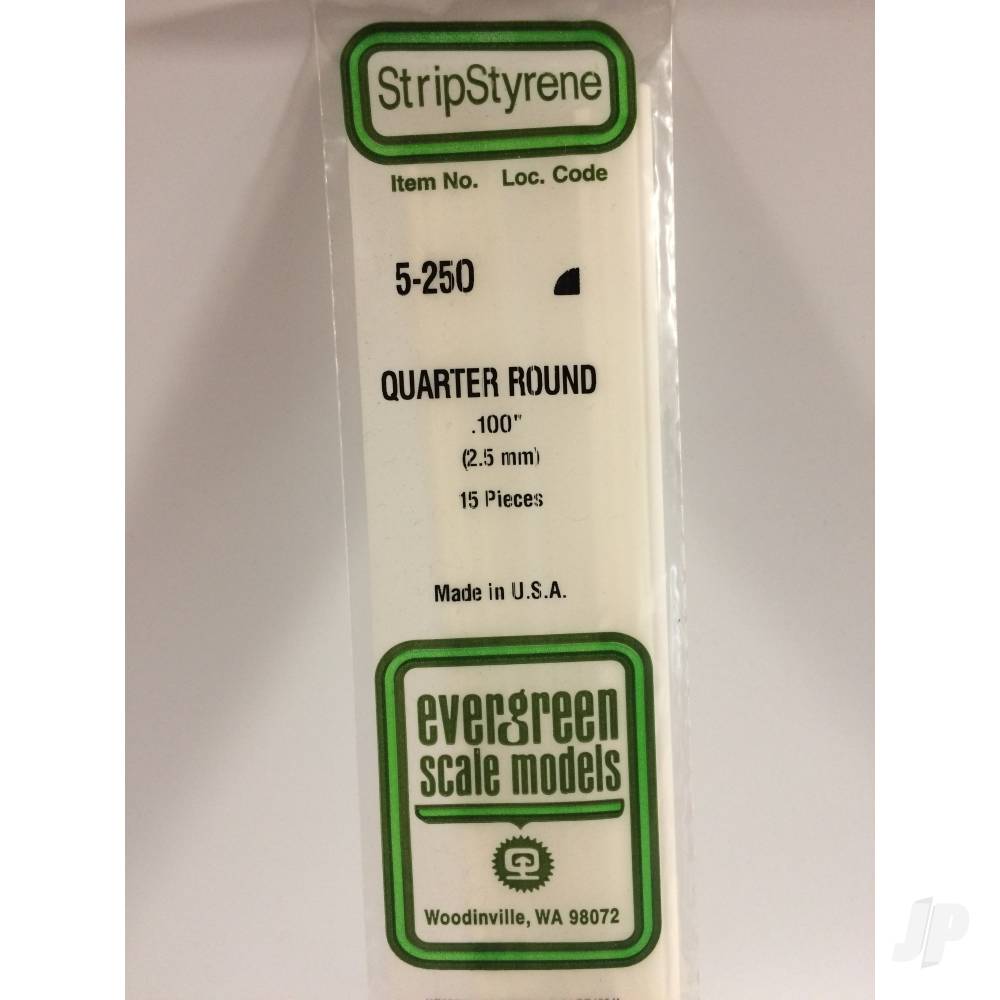 StripStyrene
Item No. Loc. Code
5-250
QUARTER ROUND
.100"
(2.5 mm)
15 Pieces
Made in U.S.A.
evergreen
scale models
Woodinville, WA 98072
JP